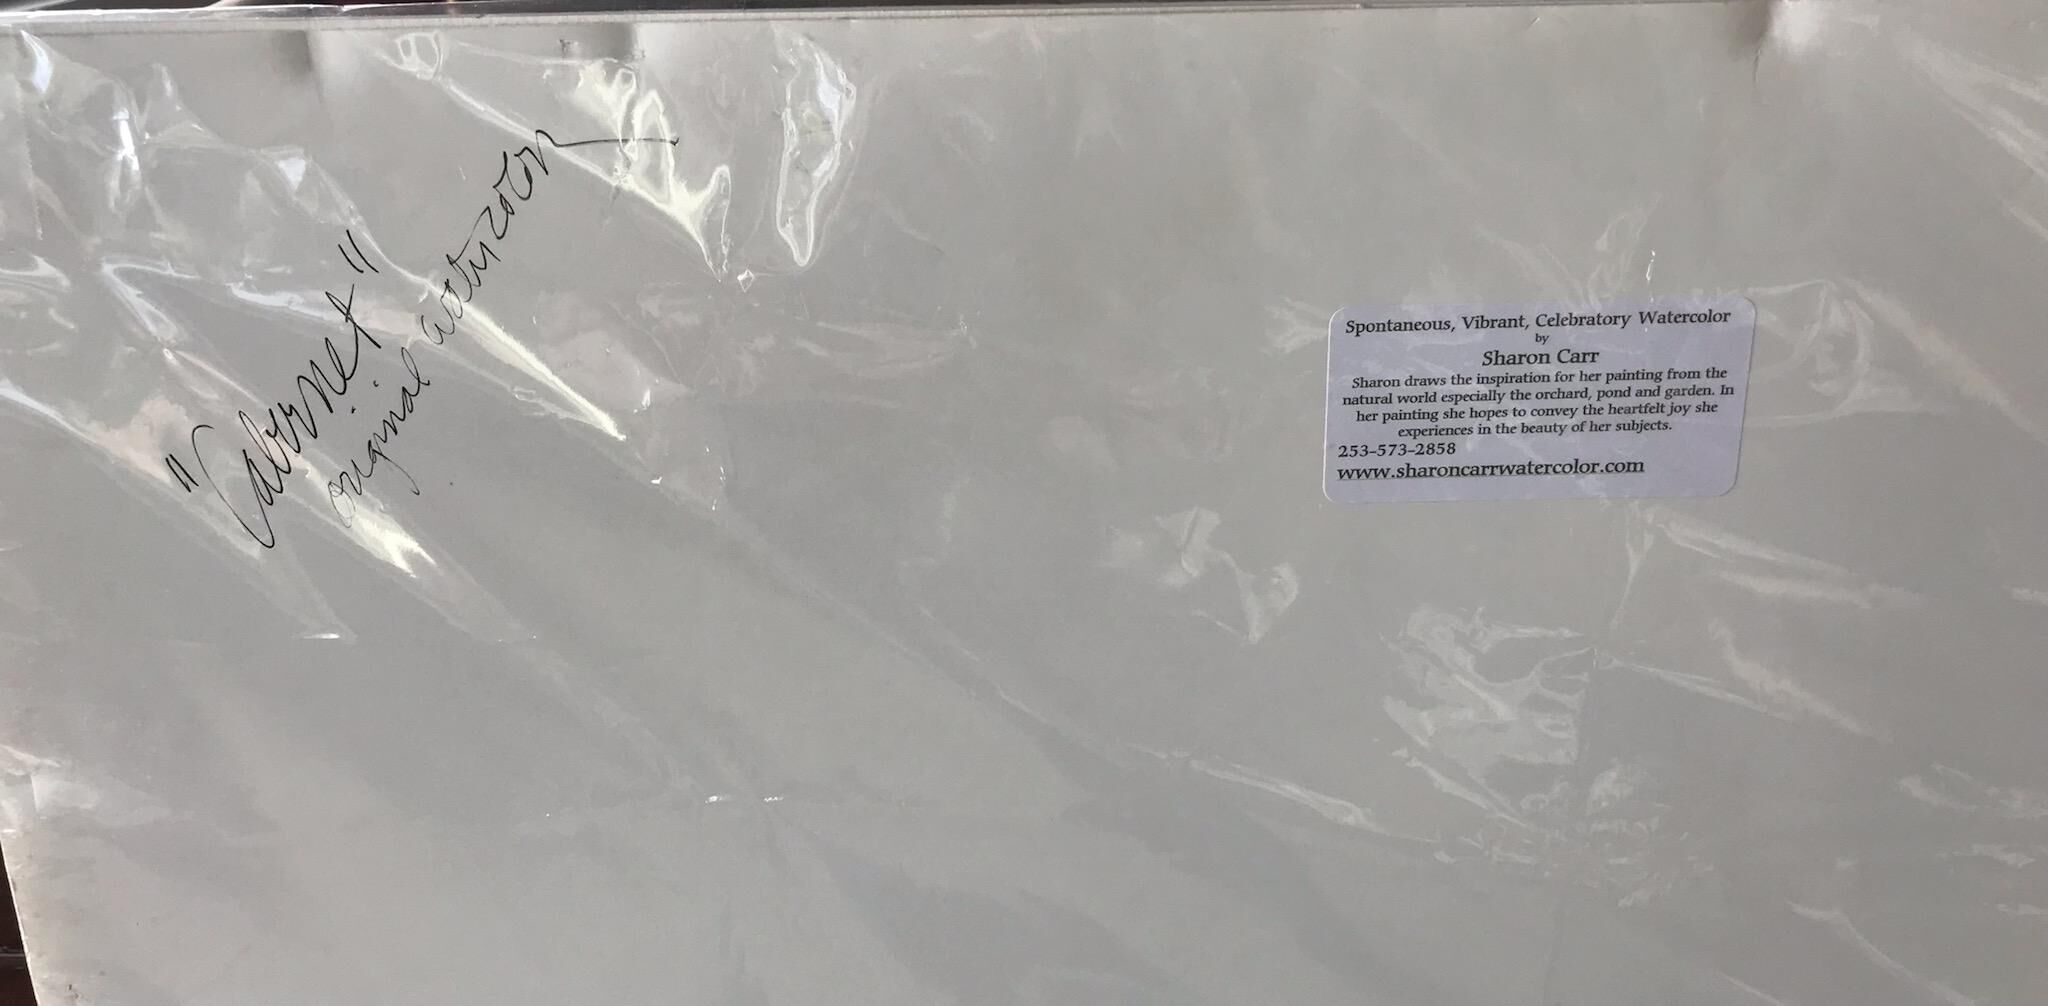 "Cabernet"
original watercolor
Spontaneous, Vibrant, Celebratory Watercolor
by
Sharon Carr
Sharon draws the inspiration for her painting from the
natural world especially the orchard, pond and garden. In
her painting she hopes to convey the heartfelt joy she
experiences in the beauty of her subjects.
253-573-2858
www.sharoncarrwatercolor.com